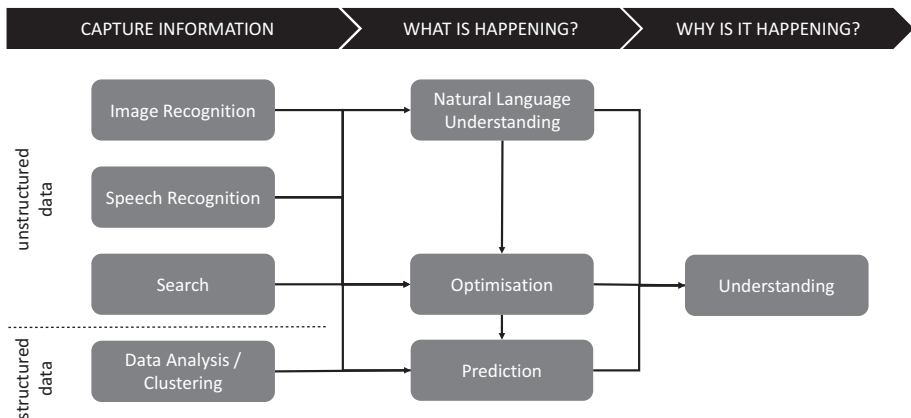 CAPTURE INFORMATION
WHAT IS HAPPENING?
WHY IS IT HAPPENING?
unstructured
data
Image Recognition
Natural Language
Understanding
Speech Recognition
Search
Optimisation
Understanding
structured
data
Data Analysis /
Clustering
Prediction